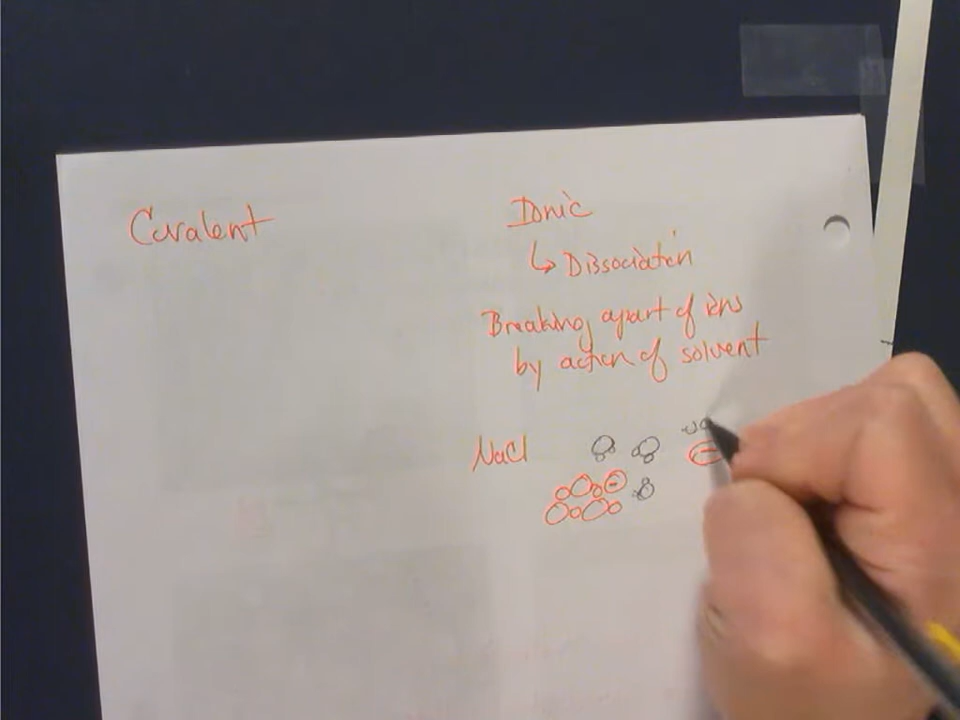 Covalent
Ionic
↳ Dissociation
Breaking apart of ions
by action of solvent
NaCl